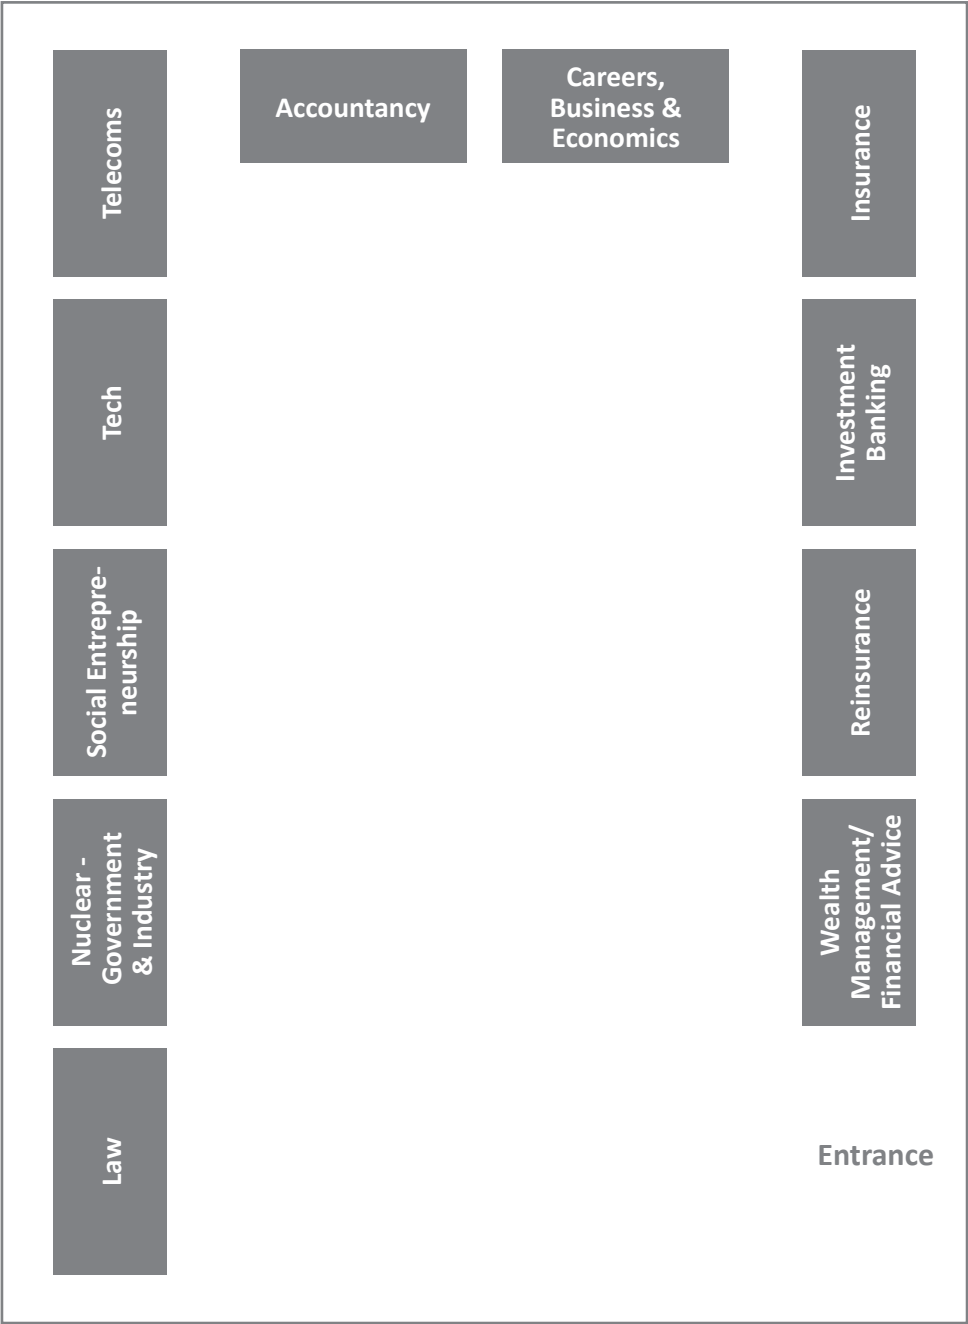 Telecoms
Accountancy
Careers,
Business &
Economics
Insurance
Tech
Investment
Banking
Social Entrepre-
neurship
Reinsurance
Nuclear -
Government
& Industry
Wealth
Management/
Financial Advice
Law
Entrance